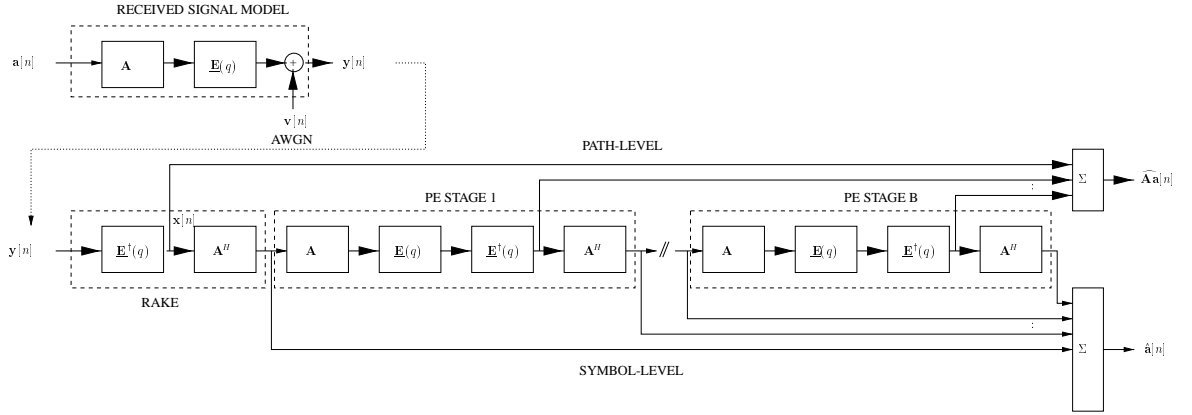 RECEIVED SIGNAL MODEL
a[n]
A
E(q)
+
y[n]
v[n]
AWGN
PATH-LEVEL
Σ
:
Âa[n]
PE STAGE 1
PE STAGE B
x[n]
y[n]
E†(q)
A^H
A
E(q)
E†(q)
A^H
//
A
E(q)
E†(q)
A^H
RAKE
:
Σ
â[n]
SYMBOL-LEVEL